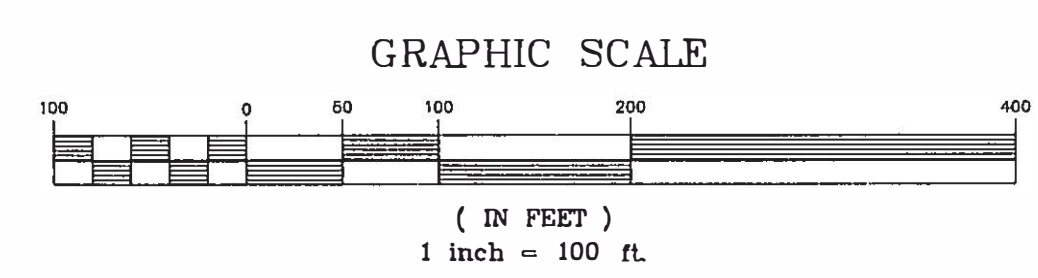 GRAPHIC SCALE
100 0 50 100 200 400
( IN FEET )
1 inch = 100 ft.